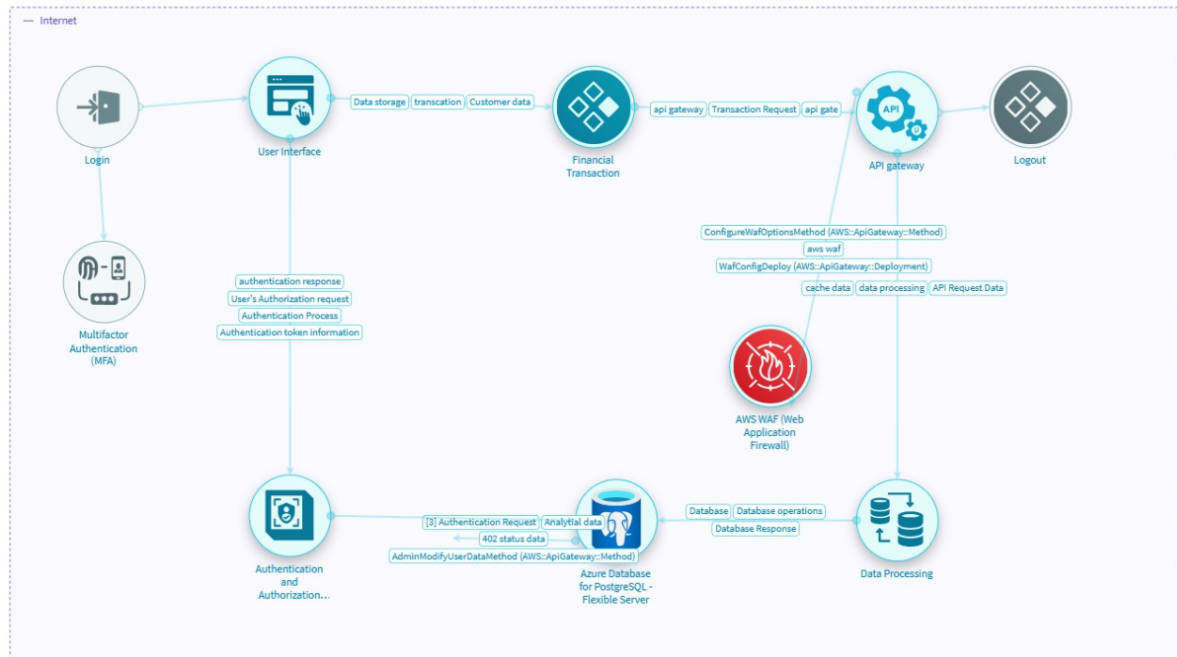 Internet
Login
User Interface
Data storage transcation Customer data
Financial
Transaction
api gateway Transaction Request api gate
API
API gateway
Logout
Multifactor
Authentication
(MFA)
authentication response
User's Authorization request
Authentication Process
Authentication token information
ConfigureWafOptionsMethod (AWS::ApiGateway::Method)
aws waf
WafConfigDeploy (AWS::ApiGateway::Deployment)
cache data data processing API Request Data
AWS WAF (Web
Application
Firewall)
Authentication
and
Authorization...
[3] Authentication Request Analytial data
402 status data
AdminModifyUserDataMethod (AWS::ApiGateway::Method)
Azure Database
for PostgreSQL -
Flexible Server
Database Database operations
Database Response
Data Processing